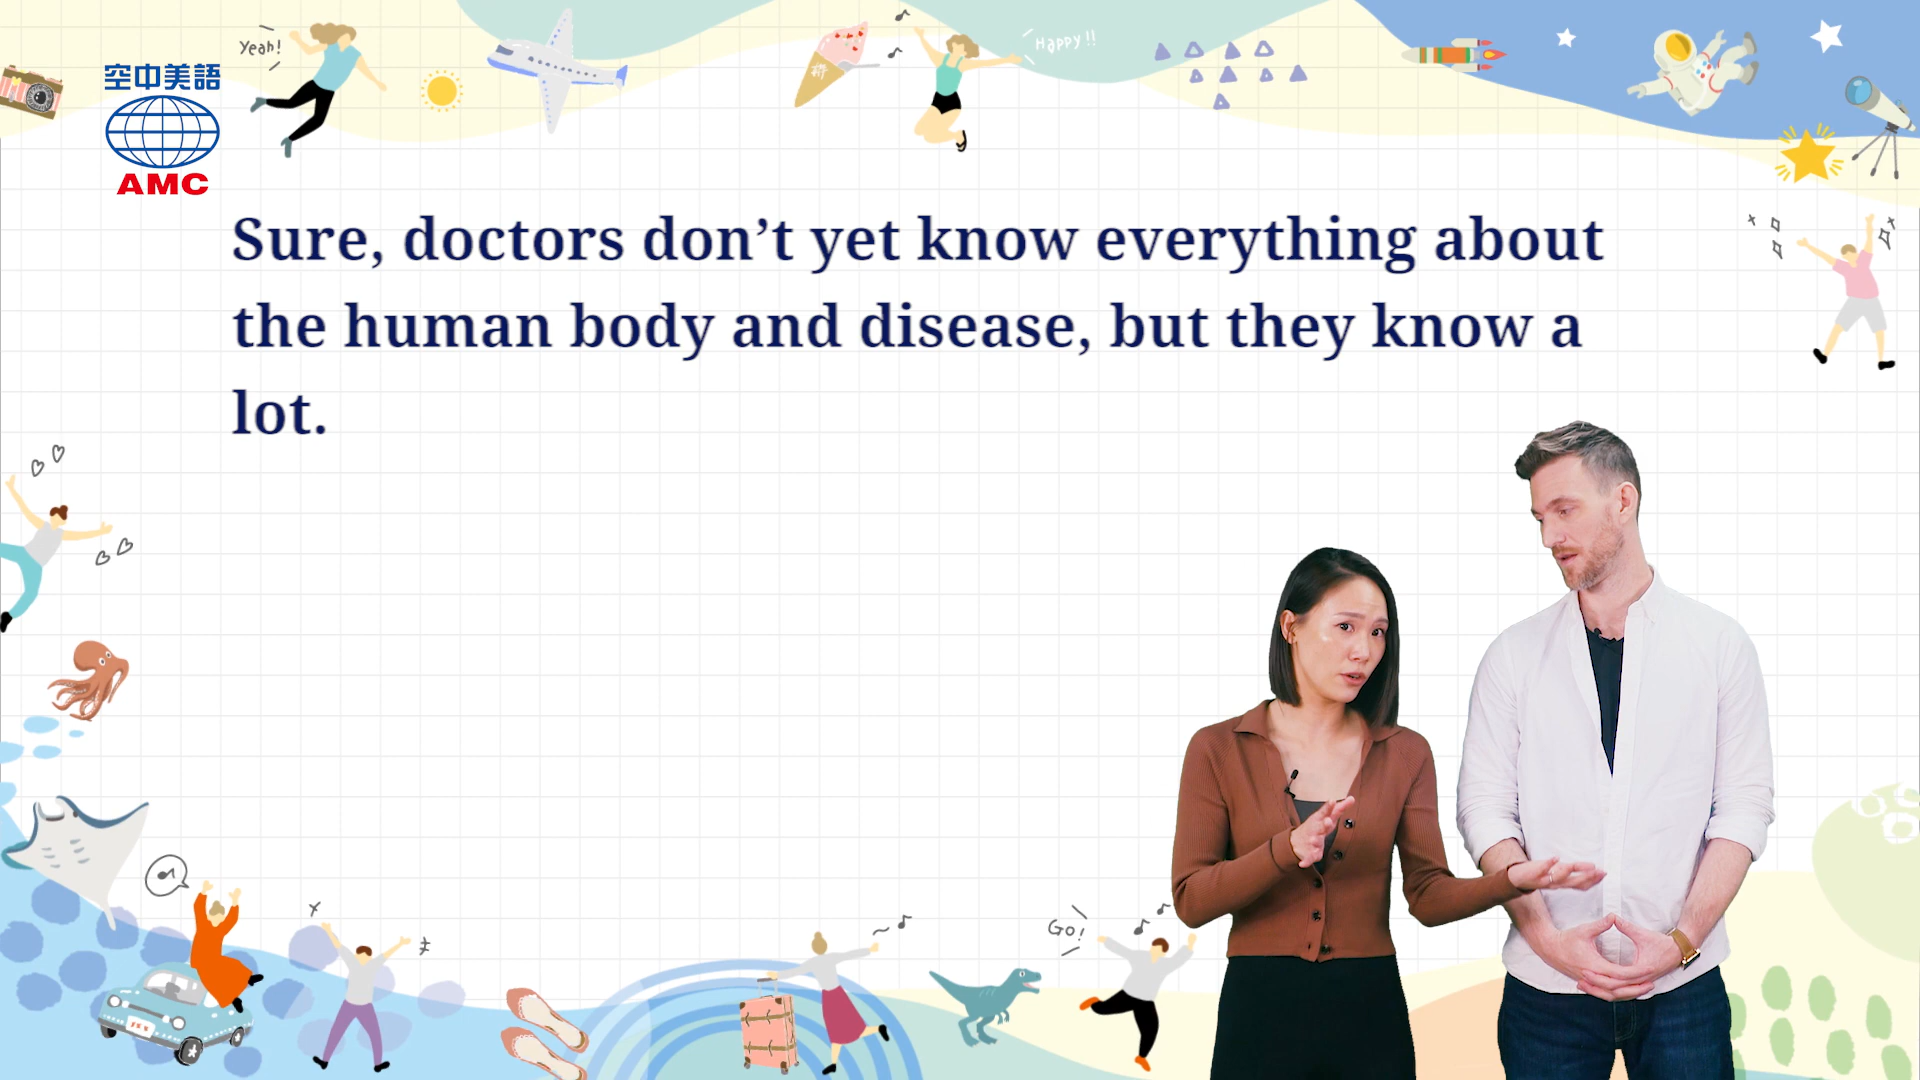 Yeah!
Happy!!
空中美語
AMC
Sure, doctors don’t yet know everything about
the human body and disease, but they know a
lot.
Go!